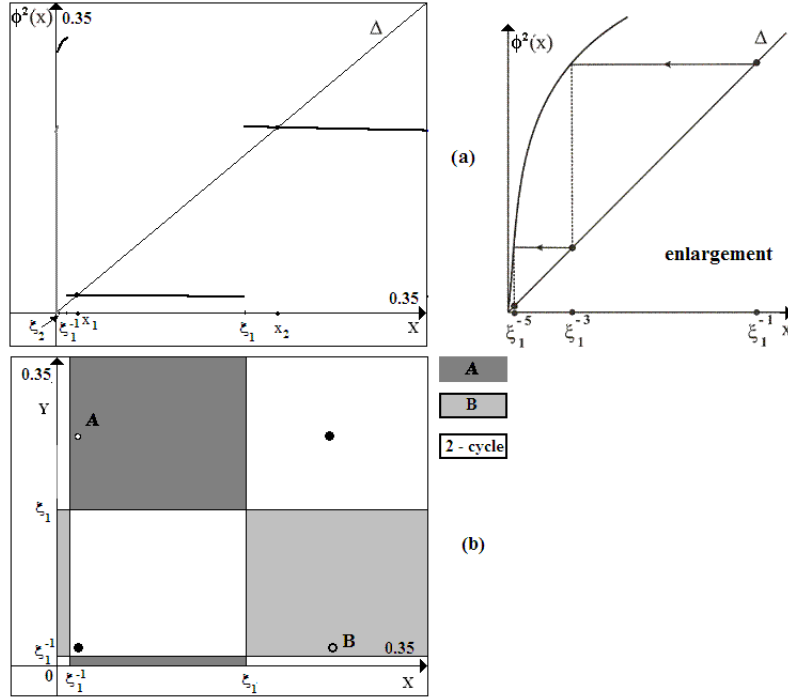 ϕ²(x)
0.35
Δ
0.35
ξ₂
ξ₁⁻¹
x₁
ξ₁
x₂
X
(a)
ϕ²(x)
Δ
enlargement
ξ₁⁻⁵
ξ₁⁻³
ξ₁⁻¹
x
0.35
Y
A
ξ₁
ξ₁⁻¹
B
0.35
0
ξ₁⁻¹
ξ₁
X
A
B
2 - cycle
(b)